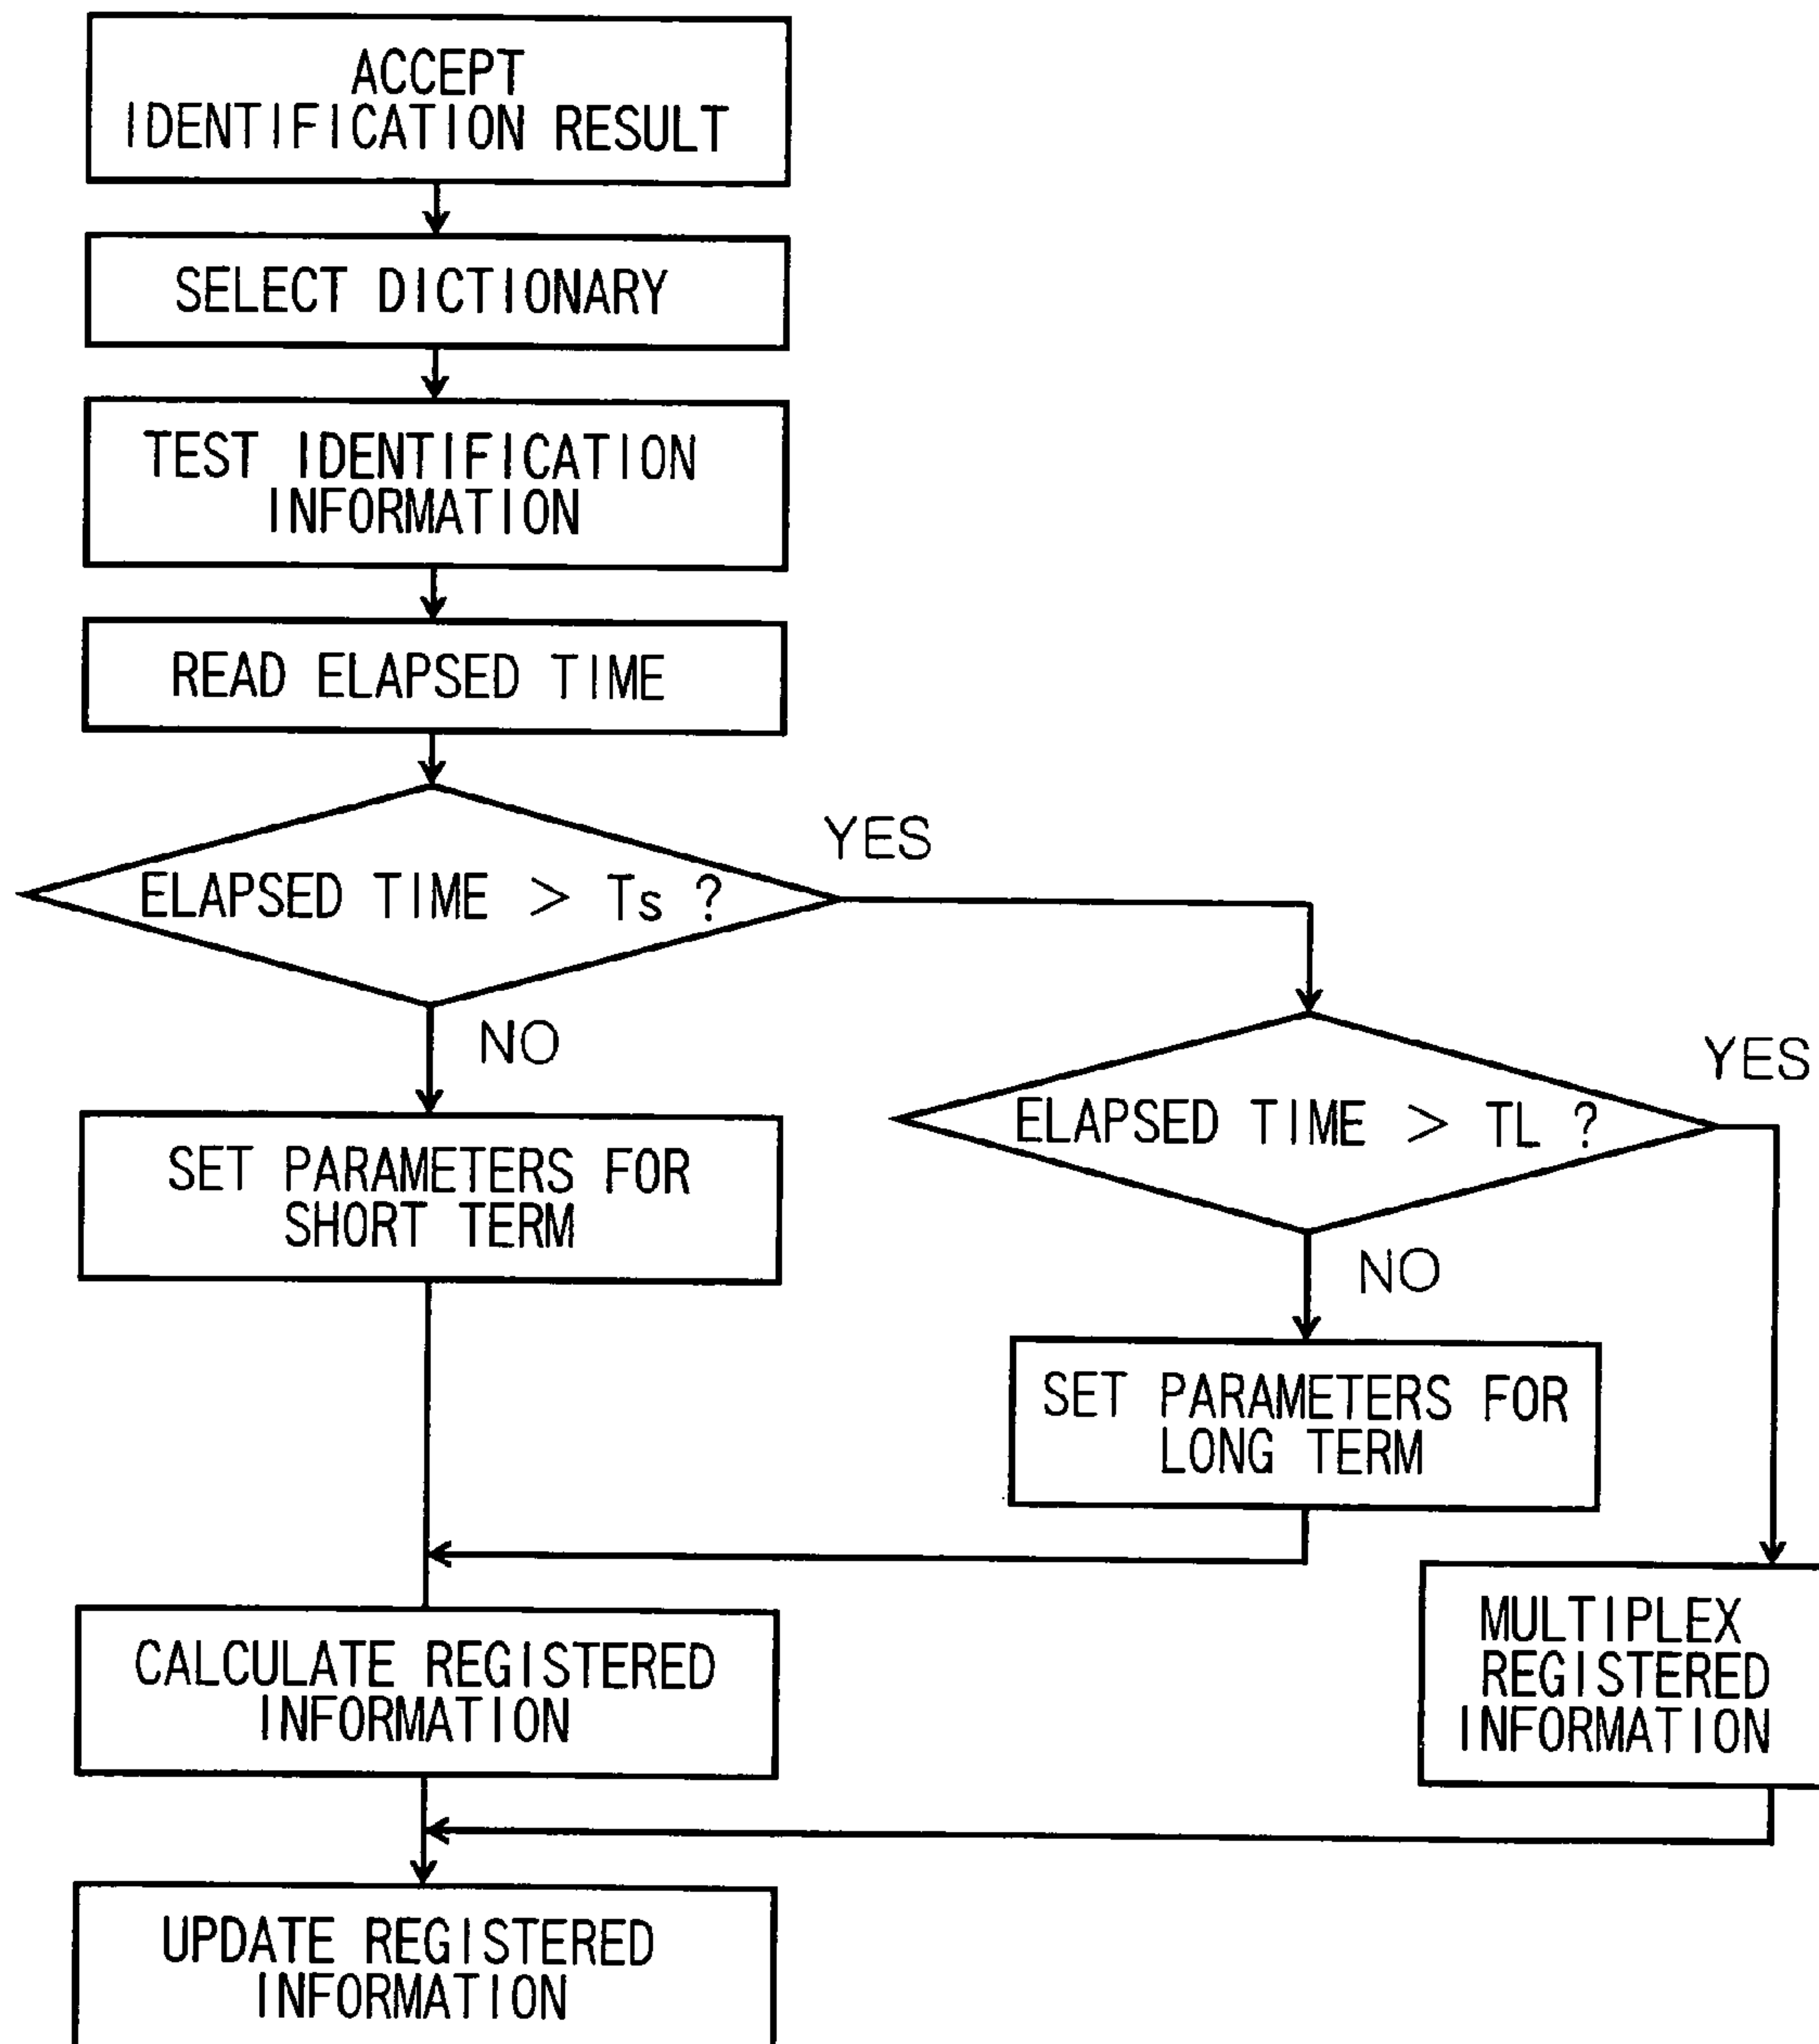 ACCEPT
IDENTIFICATION RESULT
SELECT DICTIONARY
TEST IDENTIFICATION
INFORMATION
READ ELAPSED TIME
ELAPSED TIME > Ts ?
YES
NO
ELAPSED TIME > TL ?
YES
NO
SET PARAMETERS FOR
SHORT TERM
SET PARAMETERS FOR
LONG TERM
CALCULATE REGISTERED
INFORMATION
MULTIPLEX
REGISTERED
INFORMATION
UPDATE REGISTERED
INFORMATION